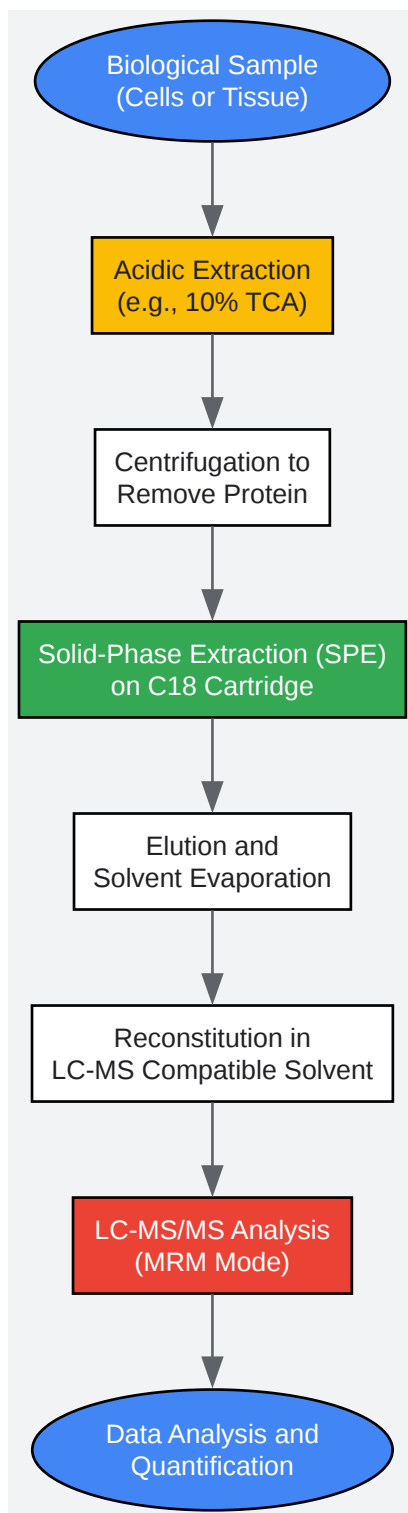 Biological Sample
(Cells or Tissue)
Acidic Extraction
(e.g., 10% TCA)
Centrifugation to
Remove Protein
Solid-Phase Extraction (SPE)
on C18 Cartridge
Elution and
Solvent Evaporation
Reconstitution in
LC-MS Compatible Solvent
LC-MS/MS Analysis
(MRM Mode)
Data Analysis and
Quantification